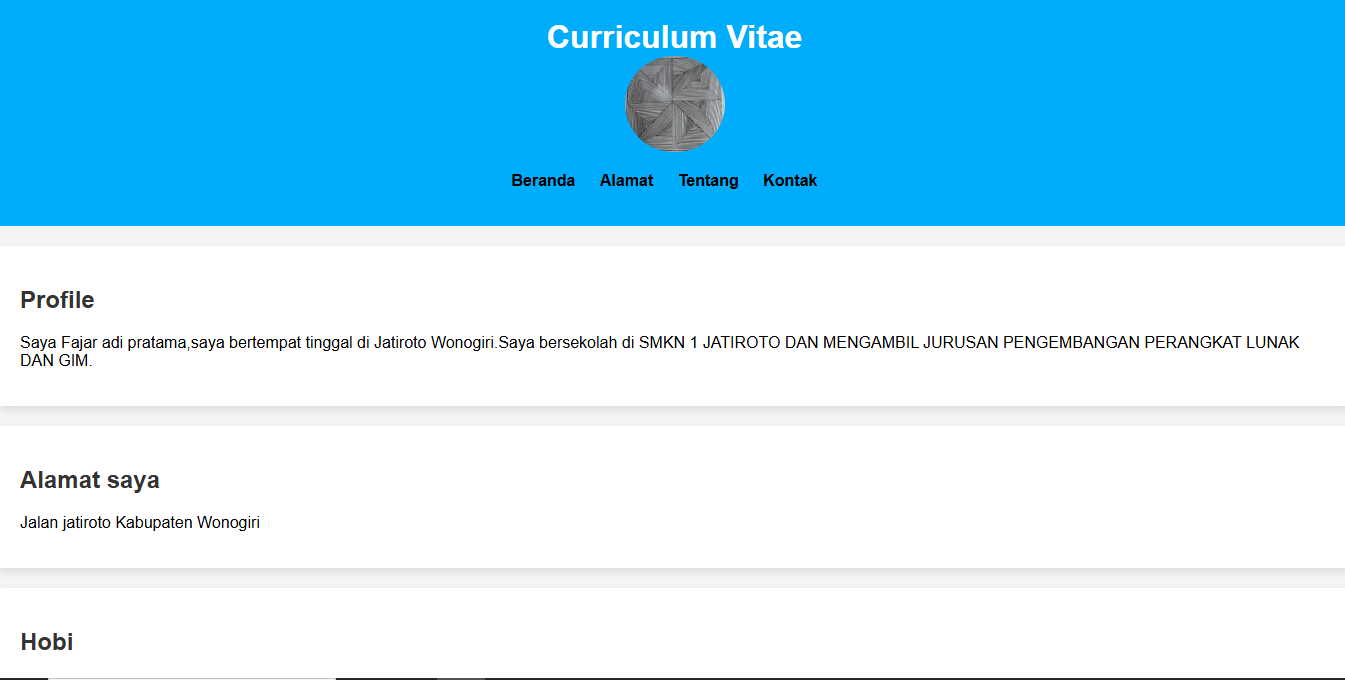 Curriculum Vitae
Beranda Alamat Tentang Kontak
Profile
Saya Fajar adi pratama,saya bertempat tinggal di Jatiroto Wonogiri.Saya bersekolah di SMKN 1 JATIROTO DAN MENGAMBIL JURUSAN PENGEMBANGAN PERANGKAT LUNAK
DAN GIM.
Alamat saya
Jalan jatiroto Kabupaten Wonogiri
Hobi